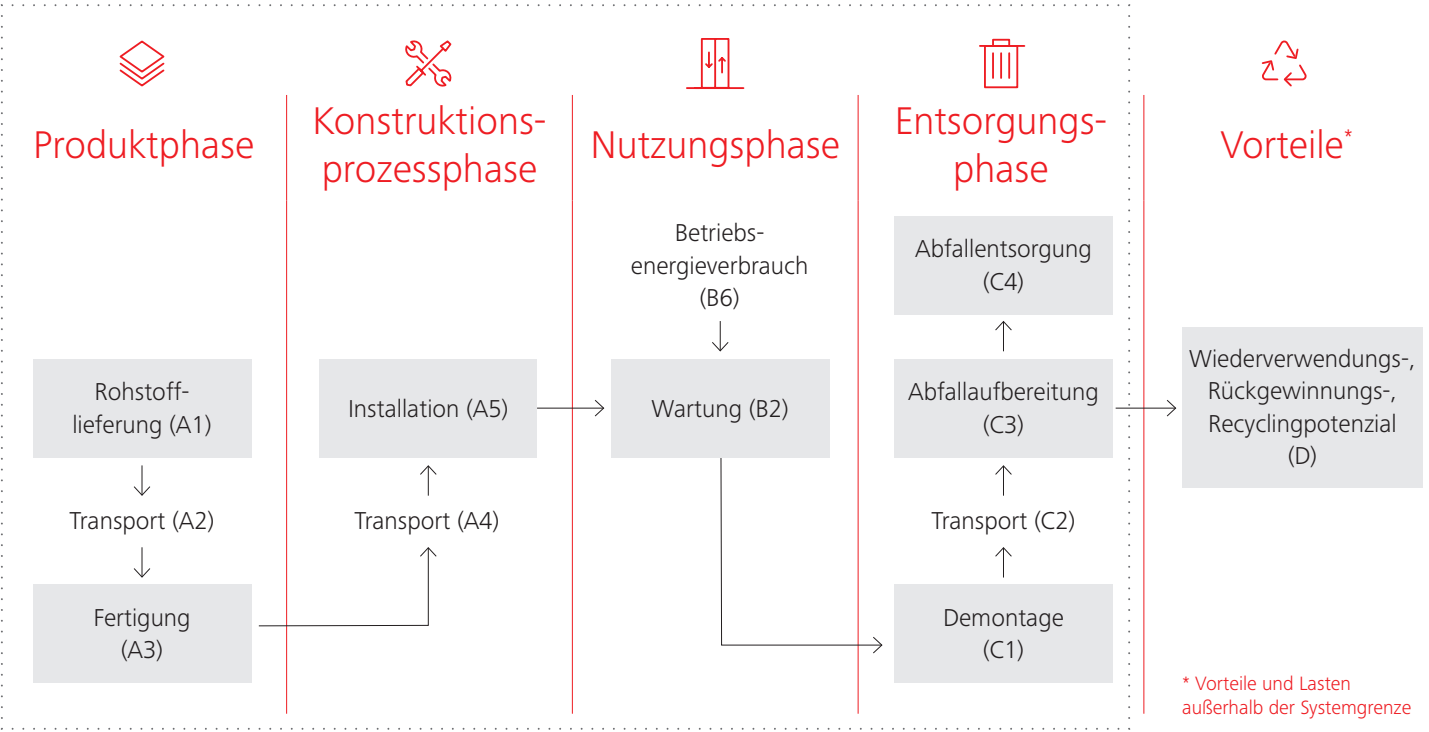 Produktphase
Rohstoff-
lieferung (A1)
Transport (A2)
Fertigung
(A3)
Konstruktions-
prozessphase
Installation (A5)
Transport (A4)
Nutzungsphase
Betriebs-
energieverbrauch
(B6)
Wartung (B2)
Entsorgungs-
phase
Abfallentsorgung
(C4)
Abfallaufbereitung
(C3)
Transport (C2)
Demontage
(C1)
Vorteile*
Wiederverwendungs-,
Rückgewinnungs-,
Recyclingpotenzial
(D)
* Vorteile und Lasten
außerhalb der Systemgrenze